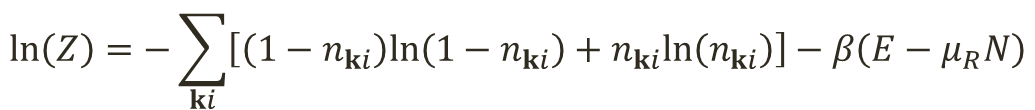 ln(Z) = − ∑_{𝐤i} [(1 − n_{𝐤i})ln(1 − n_{𝐤i}) + n_{𝐤i}ln(n_{𝐤i})] − β(E − μ_R N)